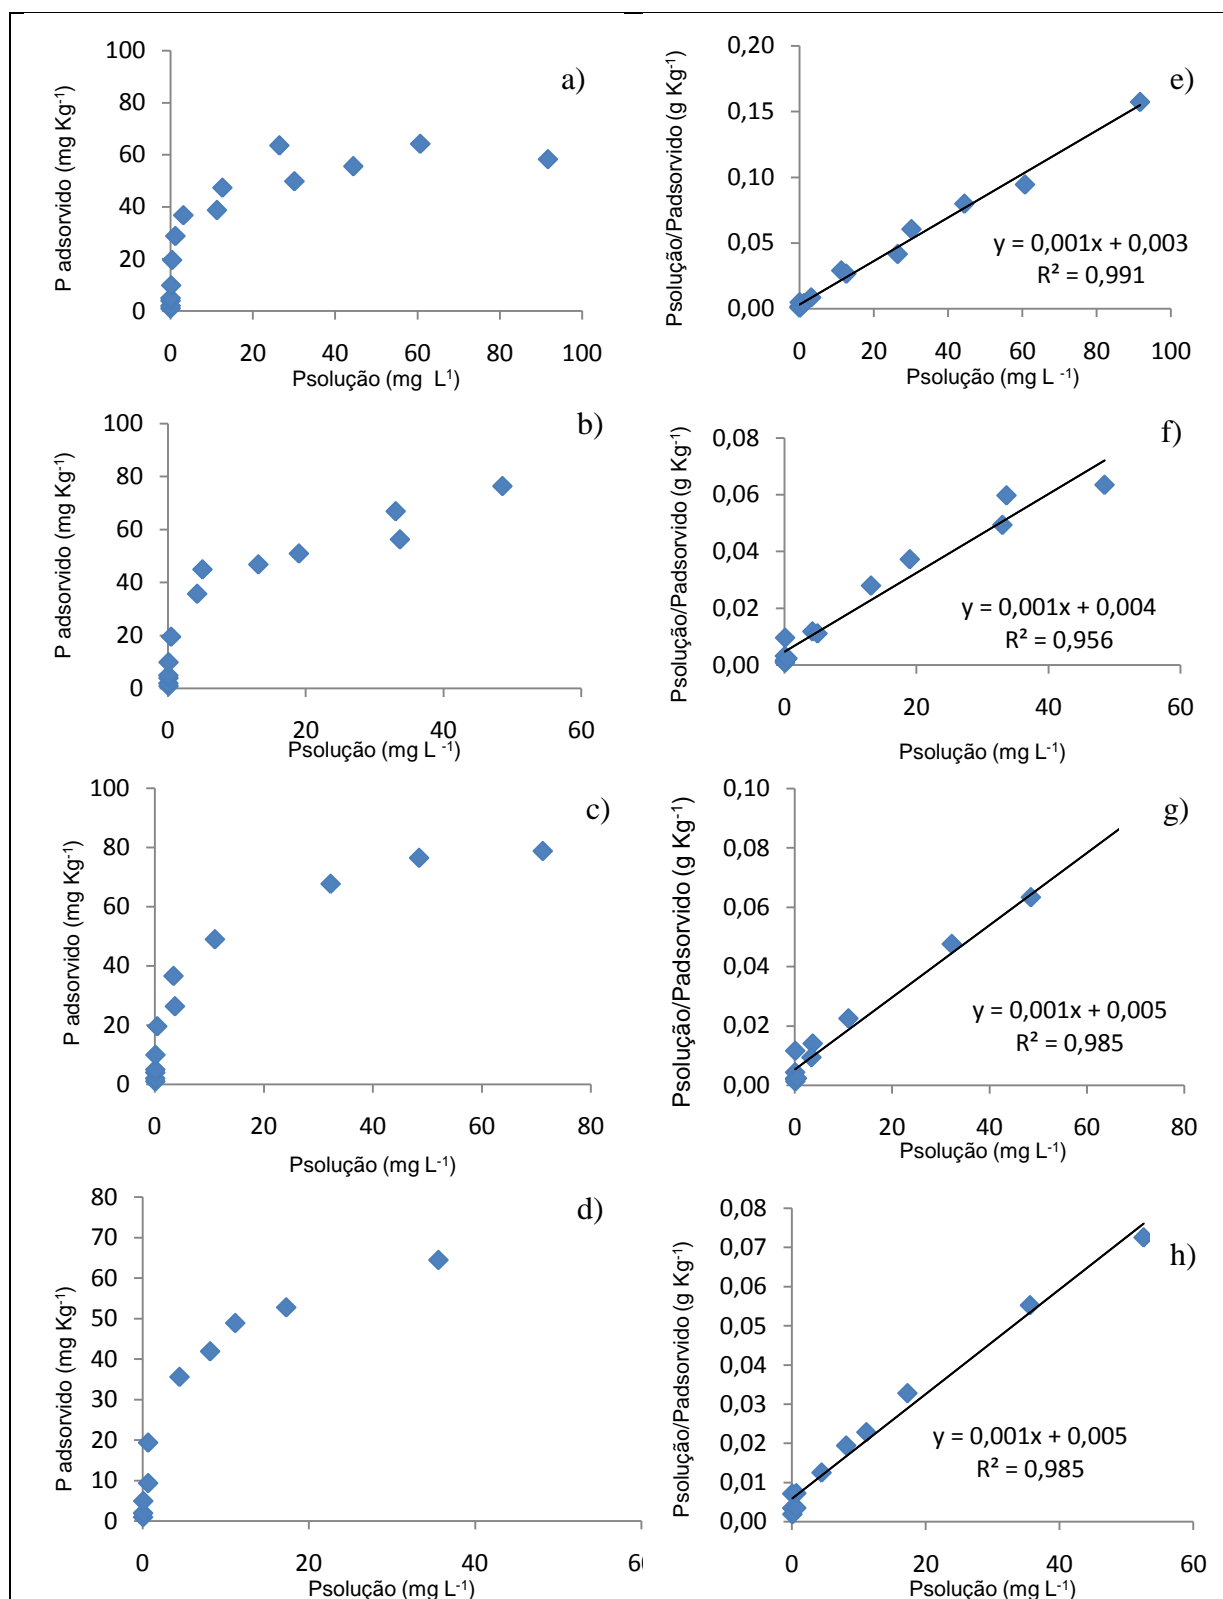 a)
P adsorvido (mg Kg-1)
100
80
60
40
20
0
0 20 40 60 80 100
Psolução (mg L1)
e)
Psolução/Padsorvido (g Kg-1)
0,20
0,15
0,10
0,05
0,00
y = 0,001x + 0,003
R² = 0,991
0 20 40 60 80 100
Psolução (mg L -1)
b)
P adsorvido (mg Kg-1)
100
80
60
40
20
0
0 20 40 60
Psolução (mg L -1)
f)
Psolução/Padsorvido (g Kg-1)
0,08
0,06
0,04
0,02
0,00
y = 0,001x + 0,004
R² = 0,956
0 20 40 60
Psolução (mg L-1)
c)
P adsorvido (mg Kg-1)
100
80
60
40
20
0
0 20 40 60 80
Psolução (mg L-1)
g)
Psolução/Padsorvido (g Kg-1)
0,10
0,08
0,06
0,04
0,02
0,00
y = 0,001x + 0,005
R² = 0,985
0 20 40 60 80
Psolução (mg L-1)
d)
P adsorvido (mg Kg-1)
80
70
60
50
40
30
20
10
0
0 20 40 60
Psolução (mg L-1)
h)
Psolução/Padsorvido (g Kg-1)
0,08
0,07
0,06
0,05
0,04
0,03
0,02
0,01
0,00
y = 0,001x + 0,005
R² = 0,985
0 20 40 60
Psolução (mg L-1)